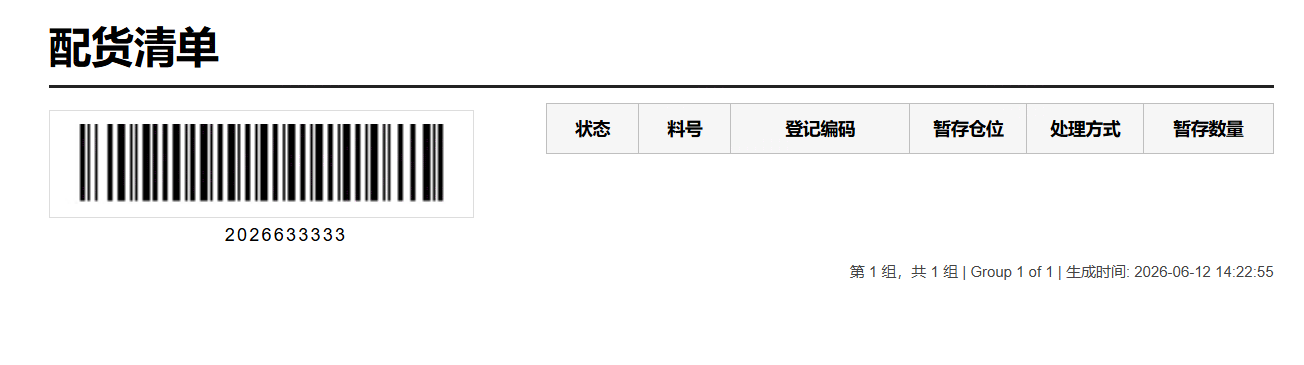 配货清单
状态 料号 登记编码 暂存仓位 处理方式 暂存数量
2026633333
第 1 组，共 1 组 | Group 1 of 1 | 生成时间: 2026-06-12 14:22:55